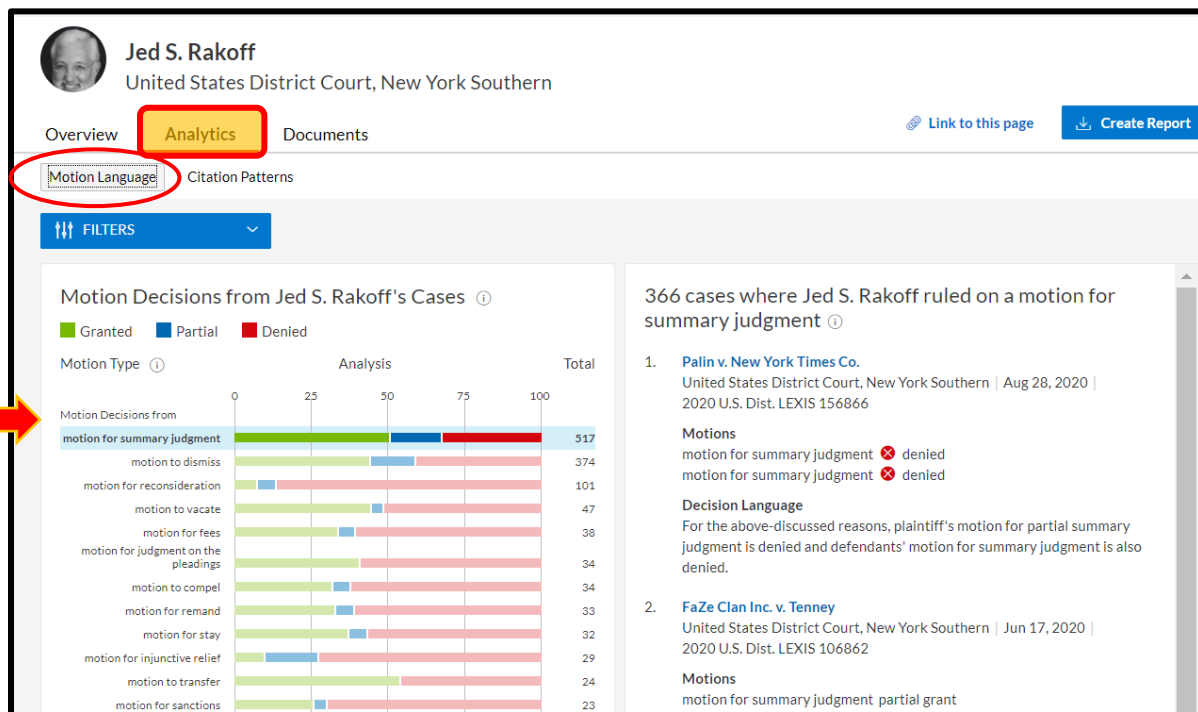 Jed S. Rakoff
United States District Court, New York Southern
Overview
Analytics
Documents
Link to this page
Create Report
Motion Language
Citation Patterns
FILTERS
Motion Decisions from Jed S. Rakoff's Cases
Granted Partial Denied
Motion Type Analysis Total
0 25 50 75 100
Motion Decisions from
motion for summary judgment 517
motion to dismiss 374
motion for reconsideration 101
motion to vacate 47
motion for fees 38
motion for judgment on the
pleadings 34
motion to compel 34
motion for remand 33
motion for stay 32
motion for injunctive relief 29
motion to transfer 24
motion for sanctions 23
366 cases where Jed S. Rakoff ruled on a motion for
summary judgment
1. Palin v. New York Times Co.
United States District Court, New York Southern | Aug 28, 2020 |
2020 U.S. Dist. LEXIS 156866
Motions
motion for summary judgment denied
motion for summary judgment denied
Decision Language
For the above-discussed reasons, plaintiff's motion for partial summary
judgment is denied and defendants' motion for summary judgment is also
denied.
2. FaZe Clan Inc. v. Tenney
United States District Court, New York Southern | Jun 17, 2020 |
2020 U.S. Dist. LEXIS 106862
Motions
motion for summary judgment partial grant